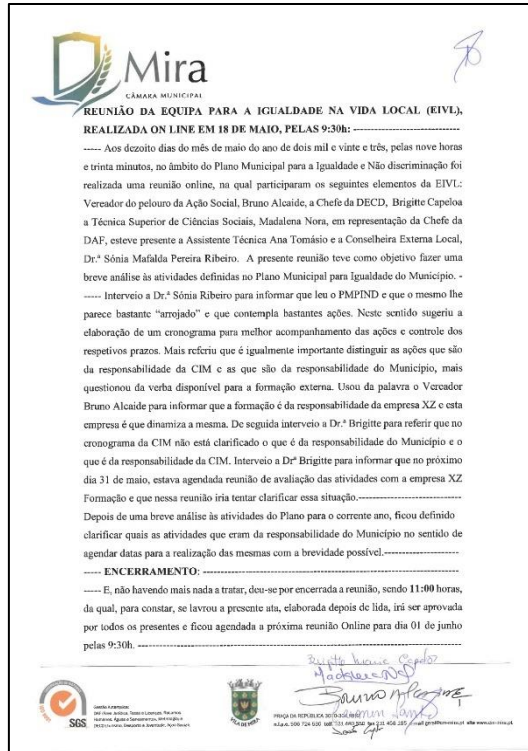 Mira
CÂMARA MUNICIPAL
REUNIÃO DA EQUIPA PARA A IGUALDADE NA VIDA LOCAL (EIVL),
REALIZADA ON LINE EM 18 DE MAIO, PELAS 9:30h: -----------------------------
----- Aos dezoito dias do mês de maio do ano de dois mil e vinte e três, pelas nove horas
e trinta minutos, no âmbito do Plano Municipal para a Igualdade e Não discriminação foi
realizada uma reunião online, na qual participaram os seguintes elementos da EIVL:
Vereador do pelouro da Ação Social, Bruno Alcaide, a Chefe da DECD, Brigitte Capeloa
a Técnica Superior de Ciências Sociais, Madalena Nora, em representação da Chefe da
DAF, esteve presente a Assistente Técnica Ana Tomásio e a Conselheira Externa Local,
Dr.ª Sónia Mafalda Pereira Ribeiro. A presente reunião teve como objetivo fazer uma
breve análise às atividades definidas no Plano Municipal para Igualdade do Município. -
----- Interveio a Dr.ª Sónia Ribeiro para informar que leu o PMPIND e que o mesmo lhe
parece bastante “arrojado” e que contempla bastantes ações. Neste sentido sugeriu a
elaboração de um cronograma para melhor acompanhamento das ações e controle dos
respetivos prazos. Mais referiu que é igualmente importante distinguir as ações que são
da responsabilidade da CIM e as que são da responsabilidade do Município, mais
questionou da verba disponível para a formação externa. Usou da palavra o Vereador
Bruno Alcaide para informar que a formação é da responsabilidade da empresa XZ e esta
empresa é que dinamiza a mesma. De seguida interveio a Dr.ª Brigitte para referir que no
cronograma da CIM não está clarificado o que é da responsabilidade do Município e o
que é da responsabilidade da CIM. Interveio a Drª Brigitte para informar que no próximo
dia 31 de maio, estava agendada reunião de avaliação das atividades com a empresa XZ
Formação e que nessa reunião iria tentar clarificar essa situação.-----------------------------
Depois de uma breve análise às atividades do Plano para o corrente ano, ficou definido
clarificar quais as atividades que eram da responsabilidade do Município no sentido de
agendar datas para a realização das mesmas com a brevidade possível.---------------------
----- ENCERRAMENTO: --------------------------------------------------------------
----- E, não havendo mais nada a tratar, deu-se por encerrada a reunião, sendo 11:00 horas,
da qual, para constar, se lavrou a presente ata, elaborada depois de lida, irá ser aprovada
por todos os presentes e ficou agendada a próxima reunião Online para dia 01 de junho
pelas 9:30h. ---------------------------------------------------------------------
SGS
VILA DE MIRA
PRAÇA DA REPÚBLICA